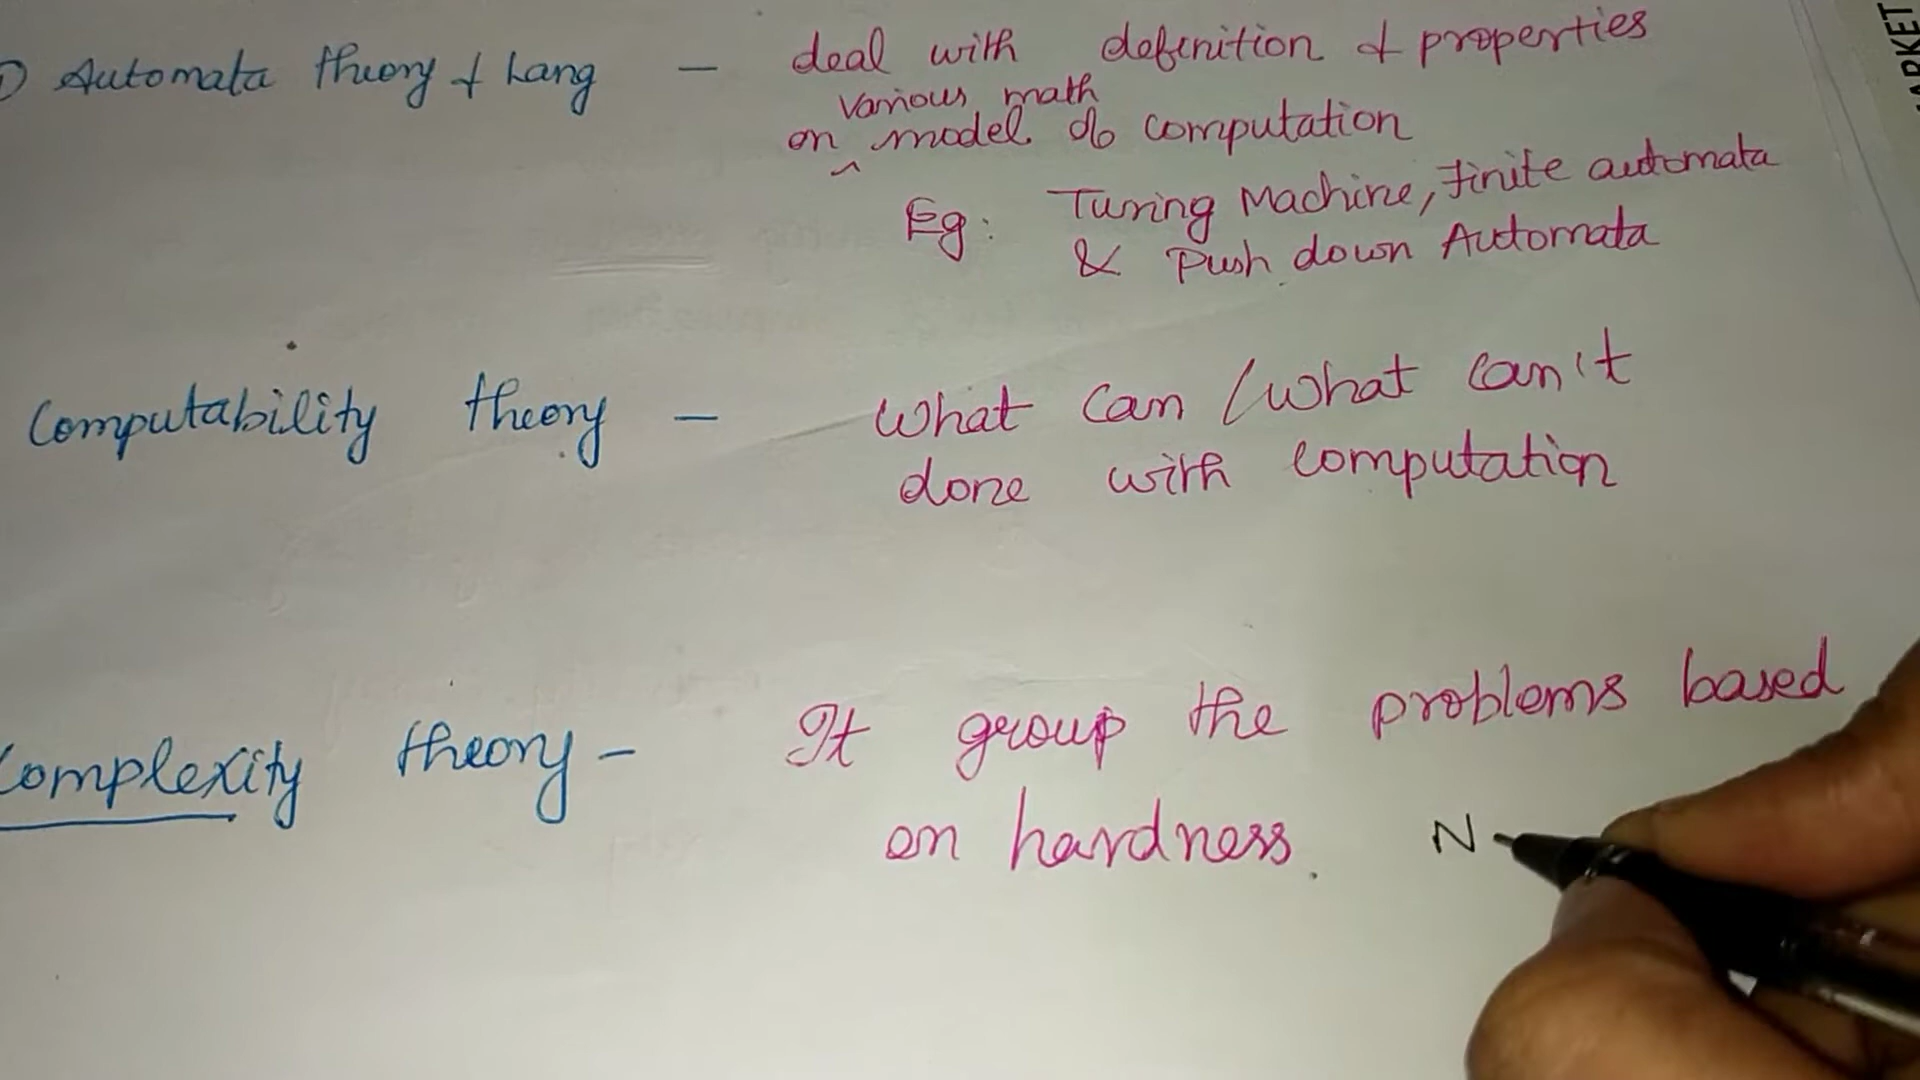 1) Automata theory & Lang — deal with definition & properties
various math
on model of computation
Eg: Turing Machine, finite automata
& Push down Automata
Computability theory — What can / what can't
done with computation
Complexity theory - It group the problems based
on hardness. N